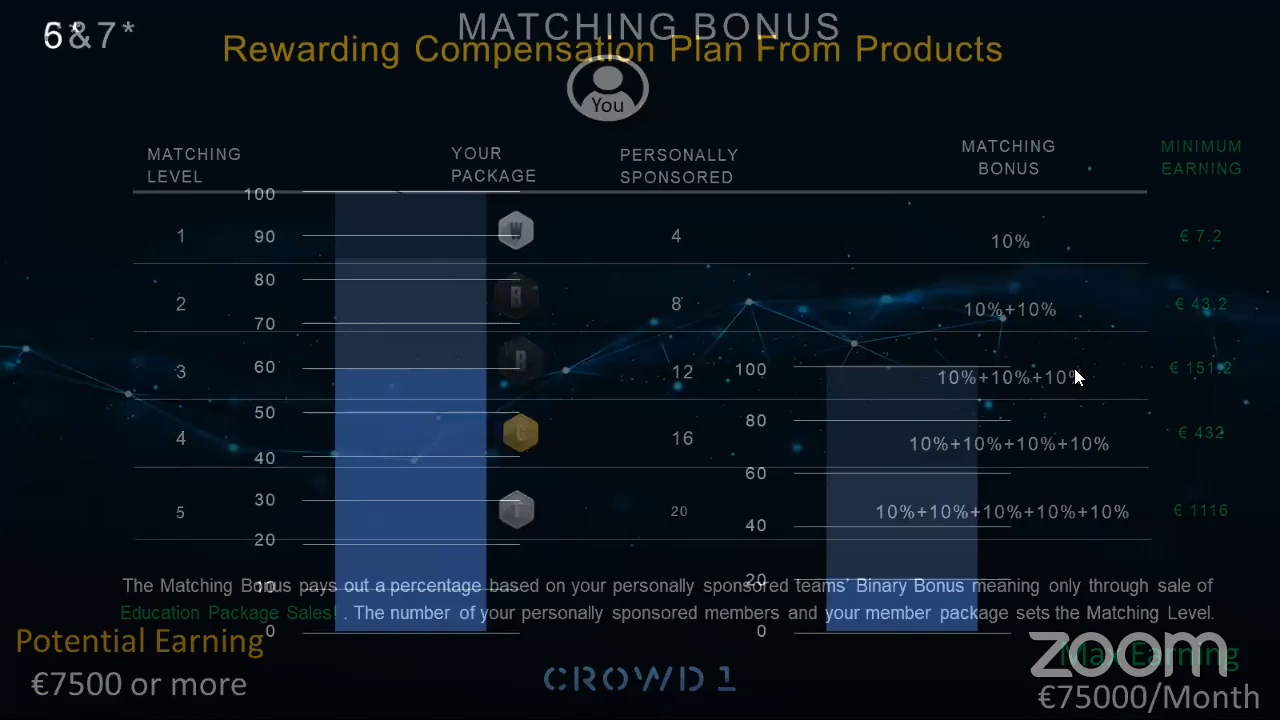 6*&7*
MATCHING BONUS
Rewarding Compensation Plan From Products
You
MATCHING LEVEL
YOUR PACKAGE
PERSONALLY SPONSORED
MATCHING BONUS
MINIMUM EARNING
100
1
90
W
4
10%
€ 7.2
80
2
R
8
10%+10%
€ 43.2
70
60
3
12
100
10%+10%+10%
€ 151.2
50
80
4
16
10%+10%+10%+10%
€ 432
40
60
30
5
T
20
40
10%+10%+10%+10%+10%
€ 1116
20
10
20
The Matching Bonus pays out a percentage based on your personally sponsored teams' Binary Bonus meaning only through sale of
Education Package Sales! . The number of your personally sponsored members and your member package sets the Matching Level.
0
0
Potential Earning
€7500 or more
CROWD 1
zoom
Max Earning
€75000/Month